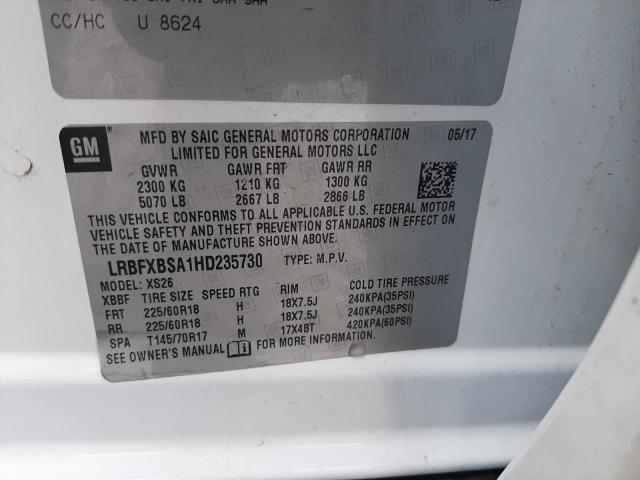 CC/HC U 8624
GM
MFD BY SAIC GENERAL MOTORS CORPORATION 05/17
LIMITED FOR GENERAL MOTORS LLC
GVWR GAWR FRT GAWR RR
2300 KG 1210 KG 1300 KG
5070 LB 2667 LB 2866 LB
THIS VEHICLE CONFORMS TO ALL APPLICABLE U.S. FEDERAL MOTOR
VEHICLE SAFETY AND THEFT PREVENTION STANDARDS IN EFFECT ON
THE DATE OF MANUFACTURE SHOWN ABOVE.
LRBFXBSA1HD235730 TYPE: M.P.V.
MODEL: XS26
XBBF TIRE SIZE SPEED RTG RIM COLD TIRE PRESSURE
FRT 225/60R18 H 18X7.5J 240KPA(35PSI)
RR 225/60R18 H 18X7.5J 240KPA(35PSI)
SPA T145/70R17 M 17X4BT 420KPA(60PSI)
SEE OWNER'S MANUAL FOR MORE INFORMATION.